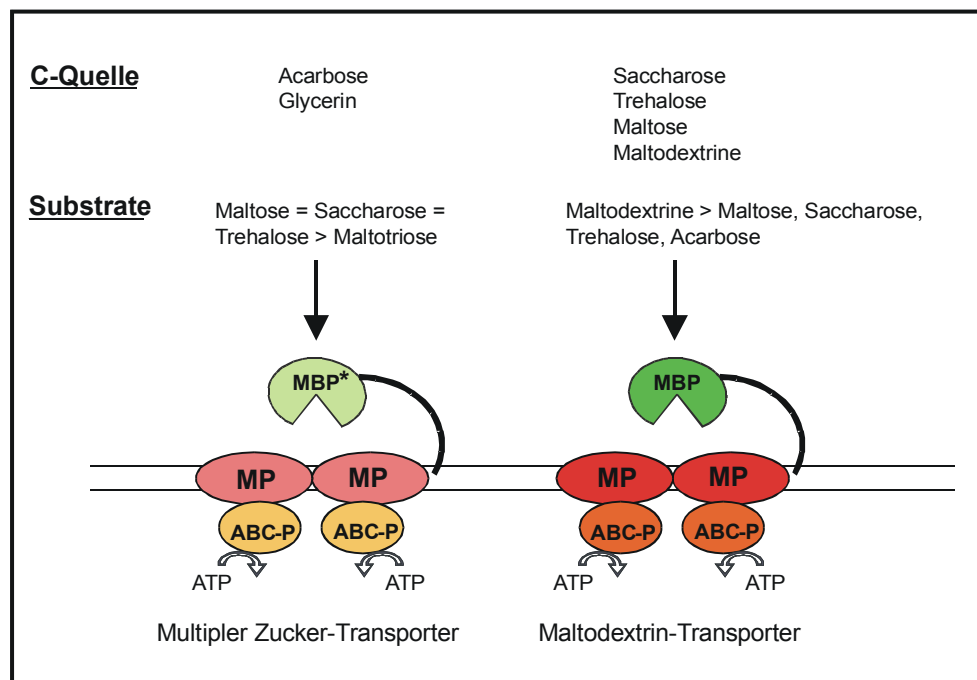 C-Quelle
Acarbose
Glycerin
Saccharose
Trehalose
Maltose
Maltodextrine
Substrate
Maltose = Saccharose =
Trehalose > Maltotriose
Maltodextrine > Maltose, Saccharose,
Trehalose, Acarbose
MBP*
MBP
MP
MP
MP
MP
ABC-P
ABC-P
ABC-P
ABC-P
ATP
ATP
ATP
ATP
Multipler Zucker-Transporter
Maltodextrin-Transporter